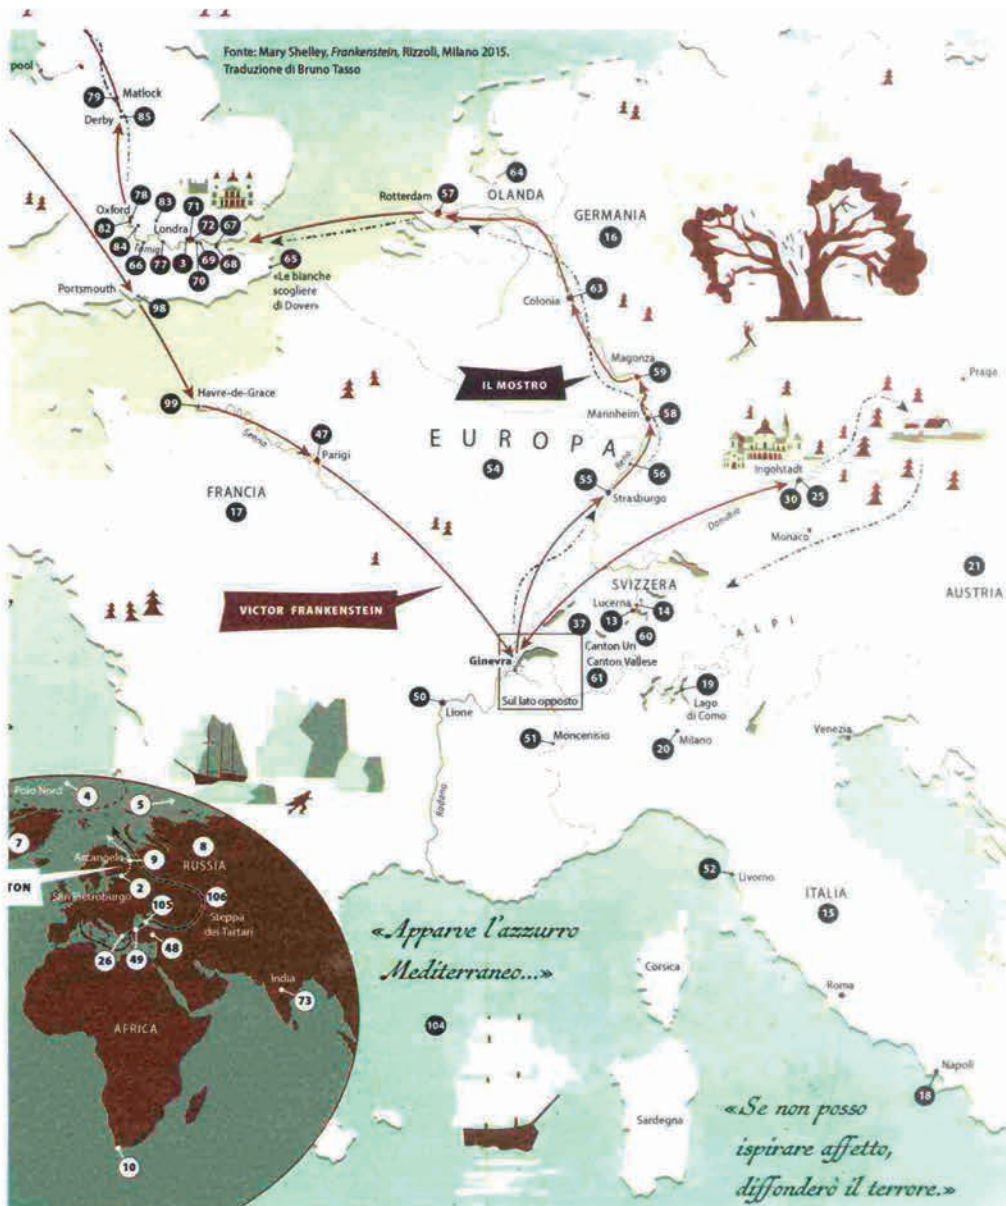 Fonte: Mary Shelley, Frankenstein, Rizzoli, Milano 2015.
Traduzione di Bruno Tasso
pool
79
Matlock
Derby
85
78
83
71
Oxford
72
67
Londra
82
84
Tamigi
66
77
3
70
69
68
65
«Le bianche
scogliere
di Dover»
Portsmouth
98
Rotterdam
57
OLANDA
64
GERMANIA
16
Colonia
63
Magonza
59
IL MOSTRO
Mannheim
58
Praga
99
Havre-de-Grace
Senna
47
Parigi
EUROPA
54
55
Reno
56
Strasburgo
Ingolstadt
30
25
Danubio
Monaco
FRANCIA
17
21
AUSTRIA
VICTOR FRANKENSTEIN
SVIZZERA
Lucerna
14
13
37
60
Canton Uri
Canton Vallese
61
ALPI
Ginevra
Sul lato opposto
50
Lione
51
Moncenisio
19
Lago
di Como
20
Milano
Venezia
Rodano
Polo Nord
4
5
7
Arcangelo
9
8
RUSSIA
TON
2
San Pietroburgo
105
106
Steppa
dei Tartari
26
49
48
India
73
AFRICA
10
52
Livorno
ITALIA
15
«Apparve l'azzurro
Mediterraneo...»
Corsica
Roma
104
Napoli
18
Sardegna
«Se non posso
ispirare affetto,
diffonderò il terrore.»